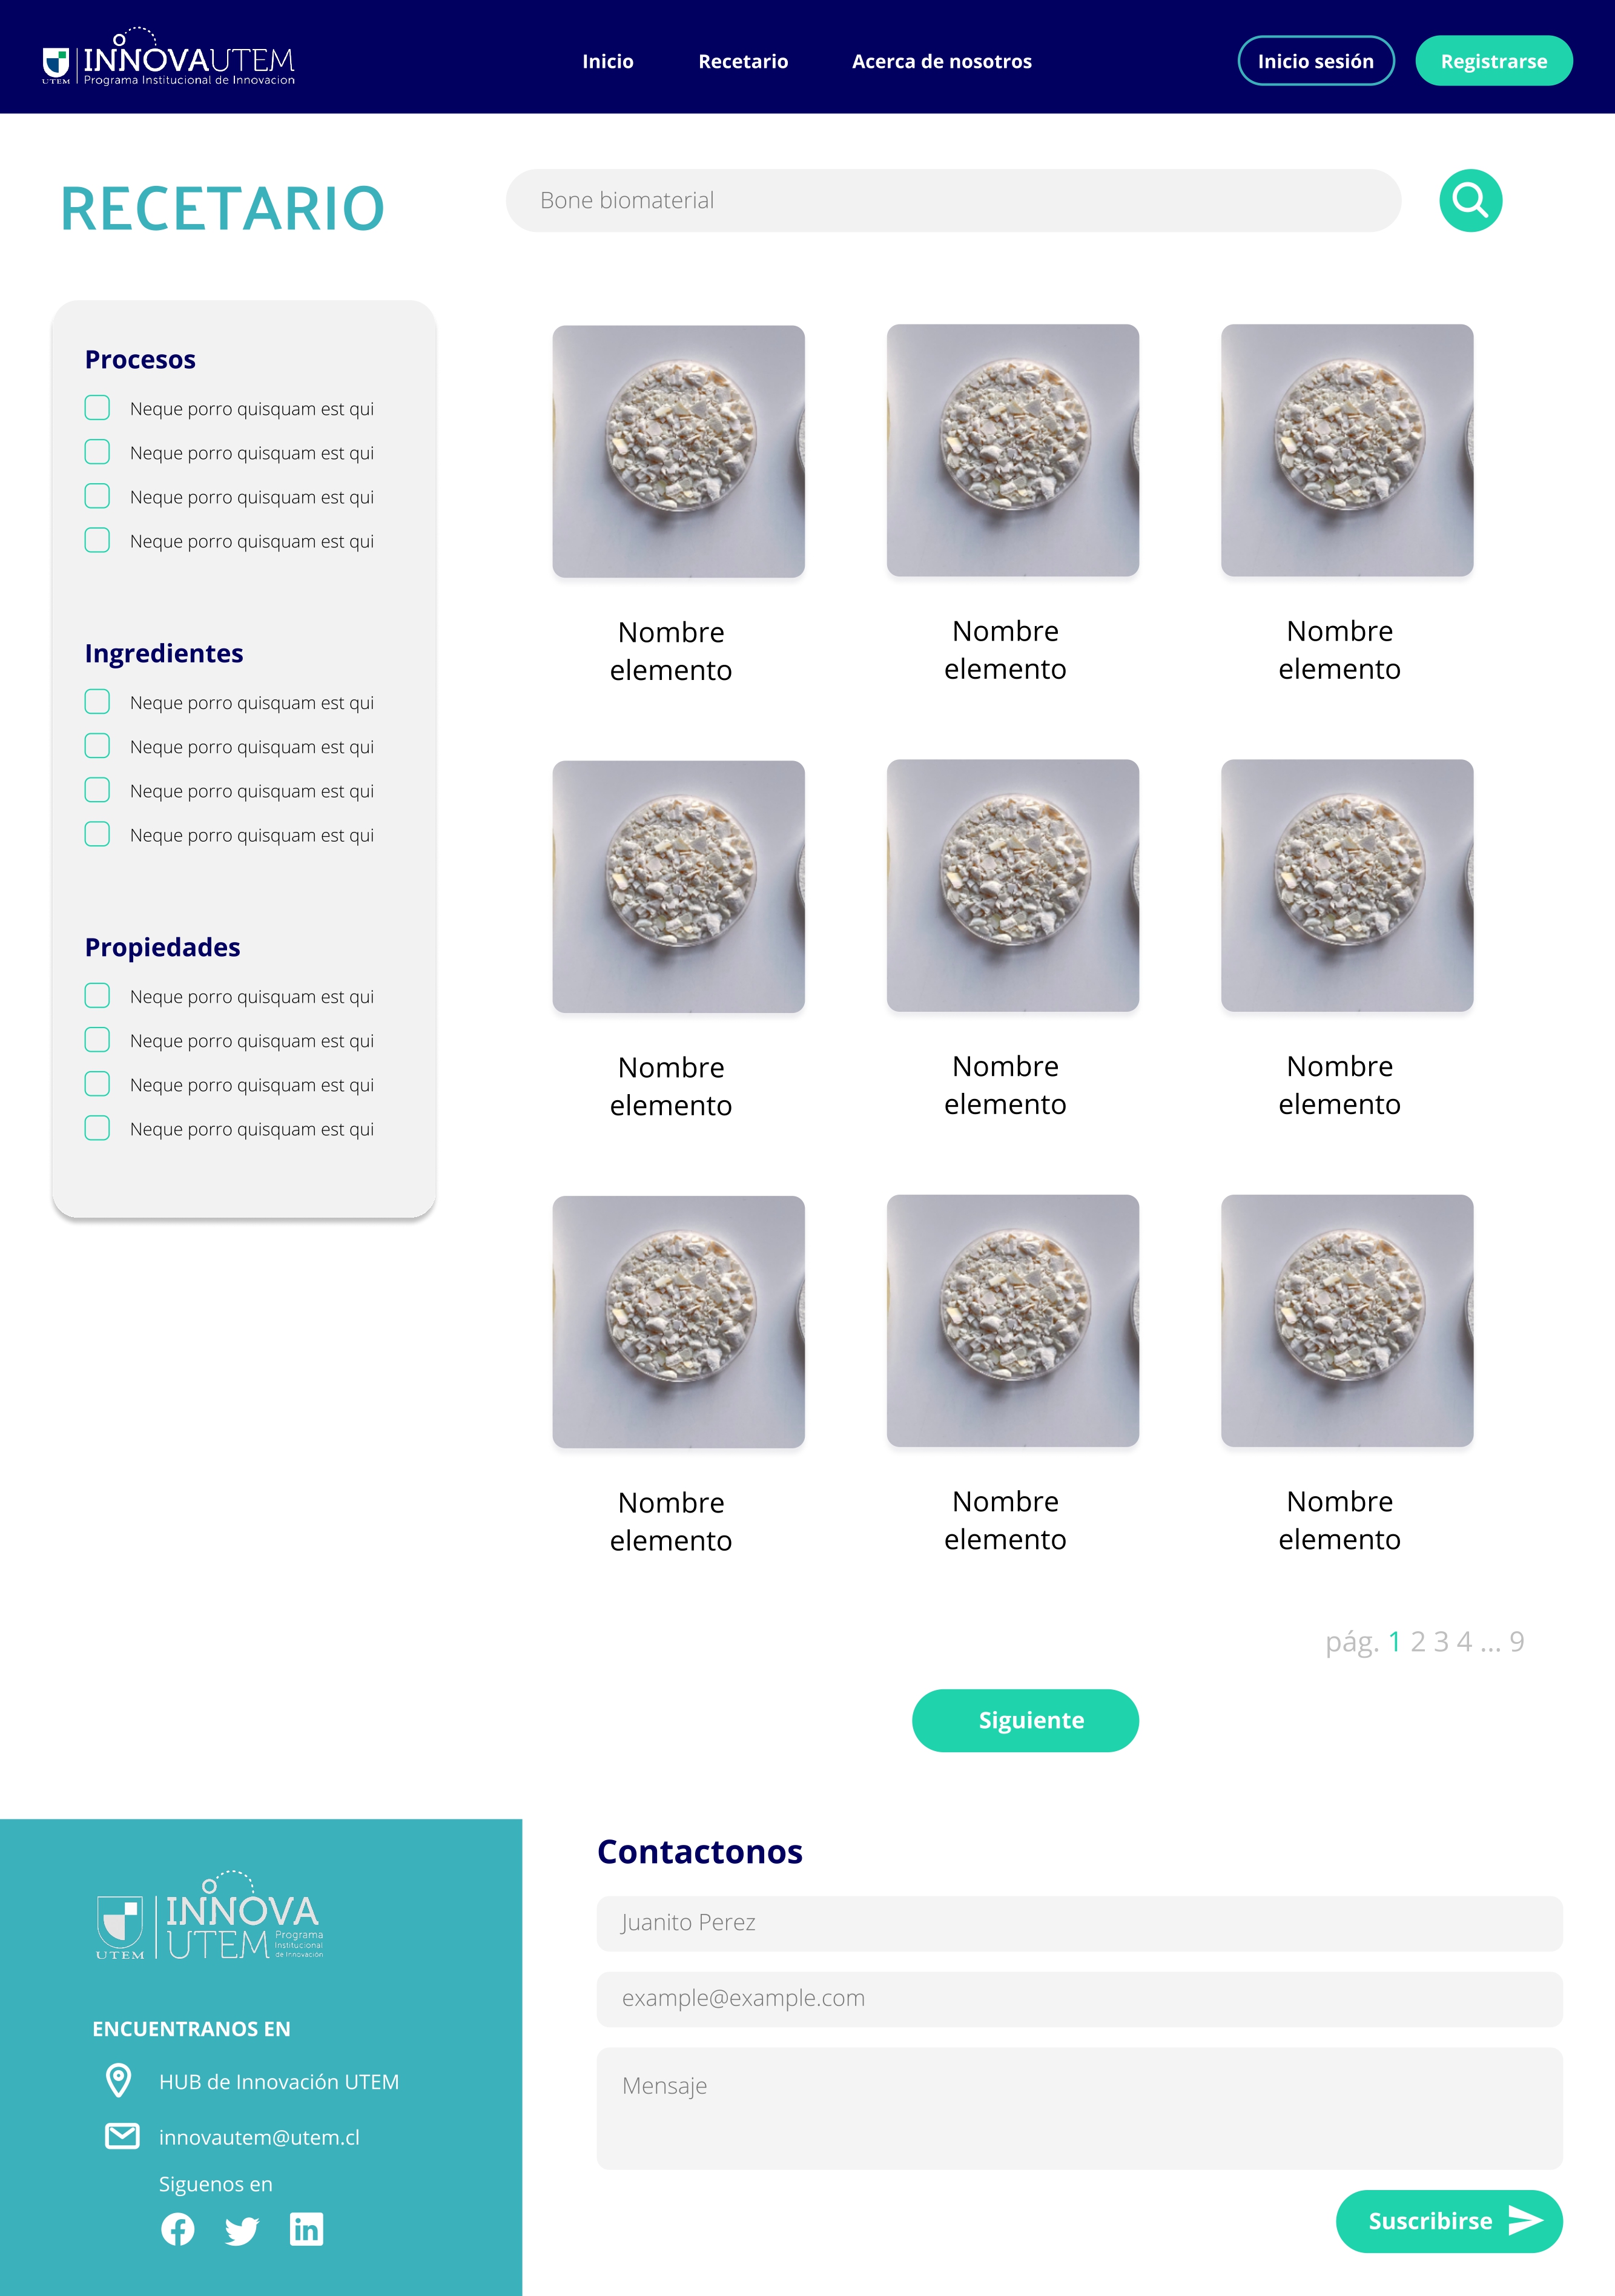 INNOVAUTEM
UTEM
Programa Institucional de Innovacion
Inicio
Recetario
Acerca de nosotros
Inicio sesión
Registrarse
RECETARIO
Bone biomaterial
Procesos
Neque porro quisquam est qui
Neque porro quisquam est qui
Neque porro quisquam est qui
Neque porro quisquam est qui
Ingredientes
Neque porro quisquam est qui
Neque porro quisquam est qui
Neque porro quisquam est qui
Neque porro quisquam est qui
Propiedades
Neque porro quisquam est qui
Neque porro quisquam est qui
Neque porro quisquam est qui
Neque porro quisquam est qui
Nombre
elemento
Nombre
elemento
Nombre
elemento
Nombre
elemento
Nombre
elemento
Nombre
elemento
Nombre
elemento
Nombre
elemento
Nombre
elemento
pág. 1 2 3 4 ... 9
Siguiente
INNOVA
UTEM
UTEM
Programa
Institucional
de Innovación
ENCUENTRANOS EN
HUB de Innovación UTEM
innovautem@utem.cl
Siguenos en
Contactonos
Juanito Perez
example@example.com
Mensaje
Suscribirse